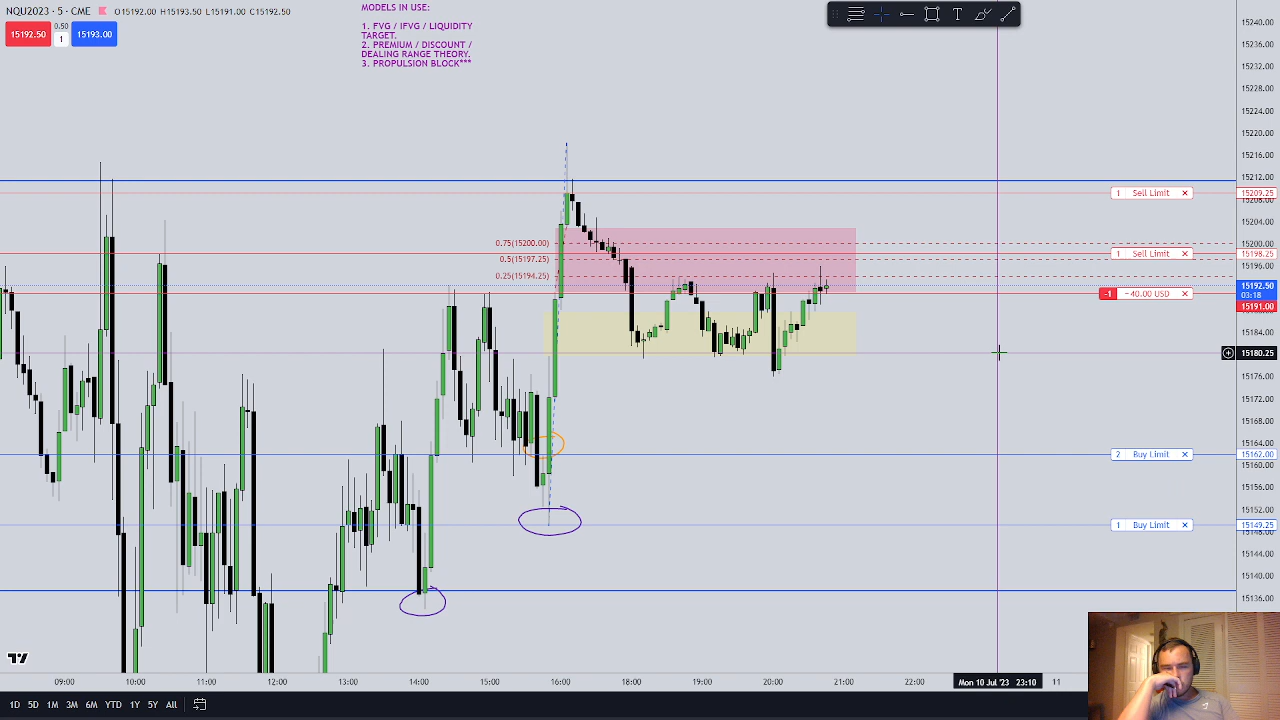 NQU2023 · 5 · CME O15192.00 H15193.50 L15191.00 C15192.50
15192.50 0.50 1 15193.00
MODELS IN USE:
1. FVG / IFVG / LIQUIDITY
TARGET.
2. PREMIUM / DISCOUNT /
DEALING RANGE THEORY.
3. PROPULSION BLOCK***
T
15240.00
15236.00
15232.00
15228.00
15224.00
15220.00
15216.00
15212.00
1 Sell Limit × 15209.25
15208.00
15204.00
0.75(15200.00) 15200.00
1 Sell Limit × 15198.25
0.5(15197.25)
15196.00
0.25(15194.25)
15192.50
03:18
-1 -40.00 USD ×
15191.00
15184.00
15180.25
15176.00
15172.00
15168.00
15164.00
2 Buy Limit × 15162.00
15160.00
15156.00
15152.00
1 Buy Limit × 15149.25
15148.00
15144.00
15140.00
15136.00
09:00 10:00 11:00 12:00 13:00 14:00 15:00 16:00 18:00 19:00 20:00 21:00 22:00 Mon 10 Jul '23 23:10 11
1D 5D 1M 3M 6M YTD 1Y 5Y All